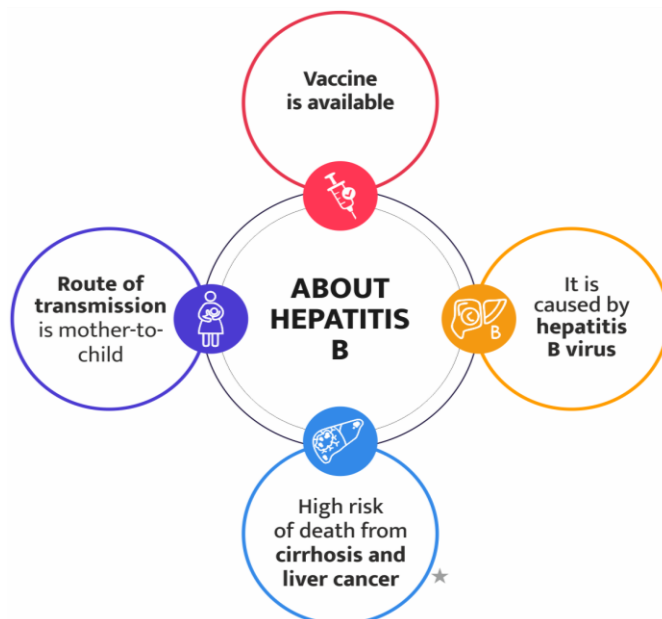 Vaccine
is available
Route of
transmission
is mother-to-
child
ABOUT
HEPATITIS
B
It is
caused by
hepatitis
B virus
B
High risk
of death from
cirrhosis and
liver cancer